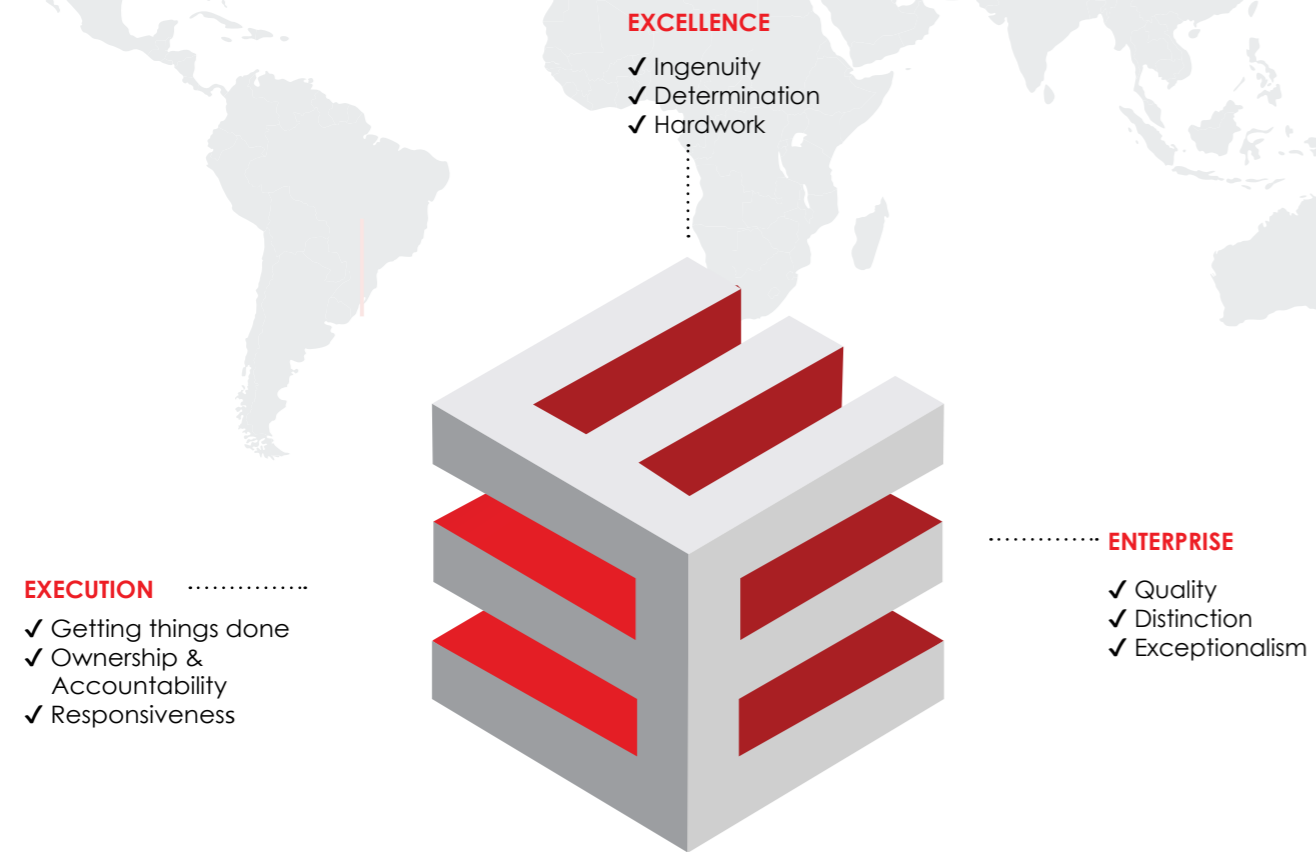 EXCELLENCE
✓ Ingenuity
✓ Determination
✓ Hardwork
EXECUTION
✓ Getting things done
✓ Ownership &
Accountability
✓ Responsiveness
ENTERPRISE
✓ Quality
✓ Distinction
✓ Exceptionalism